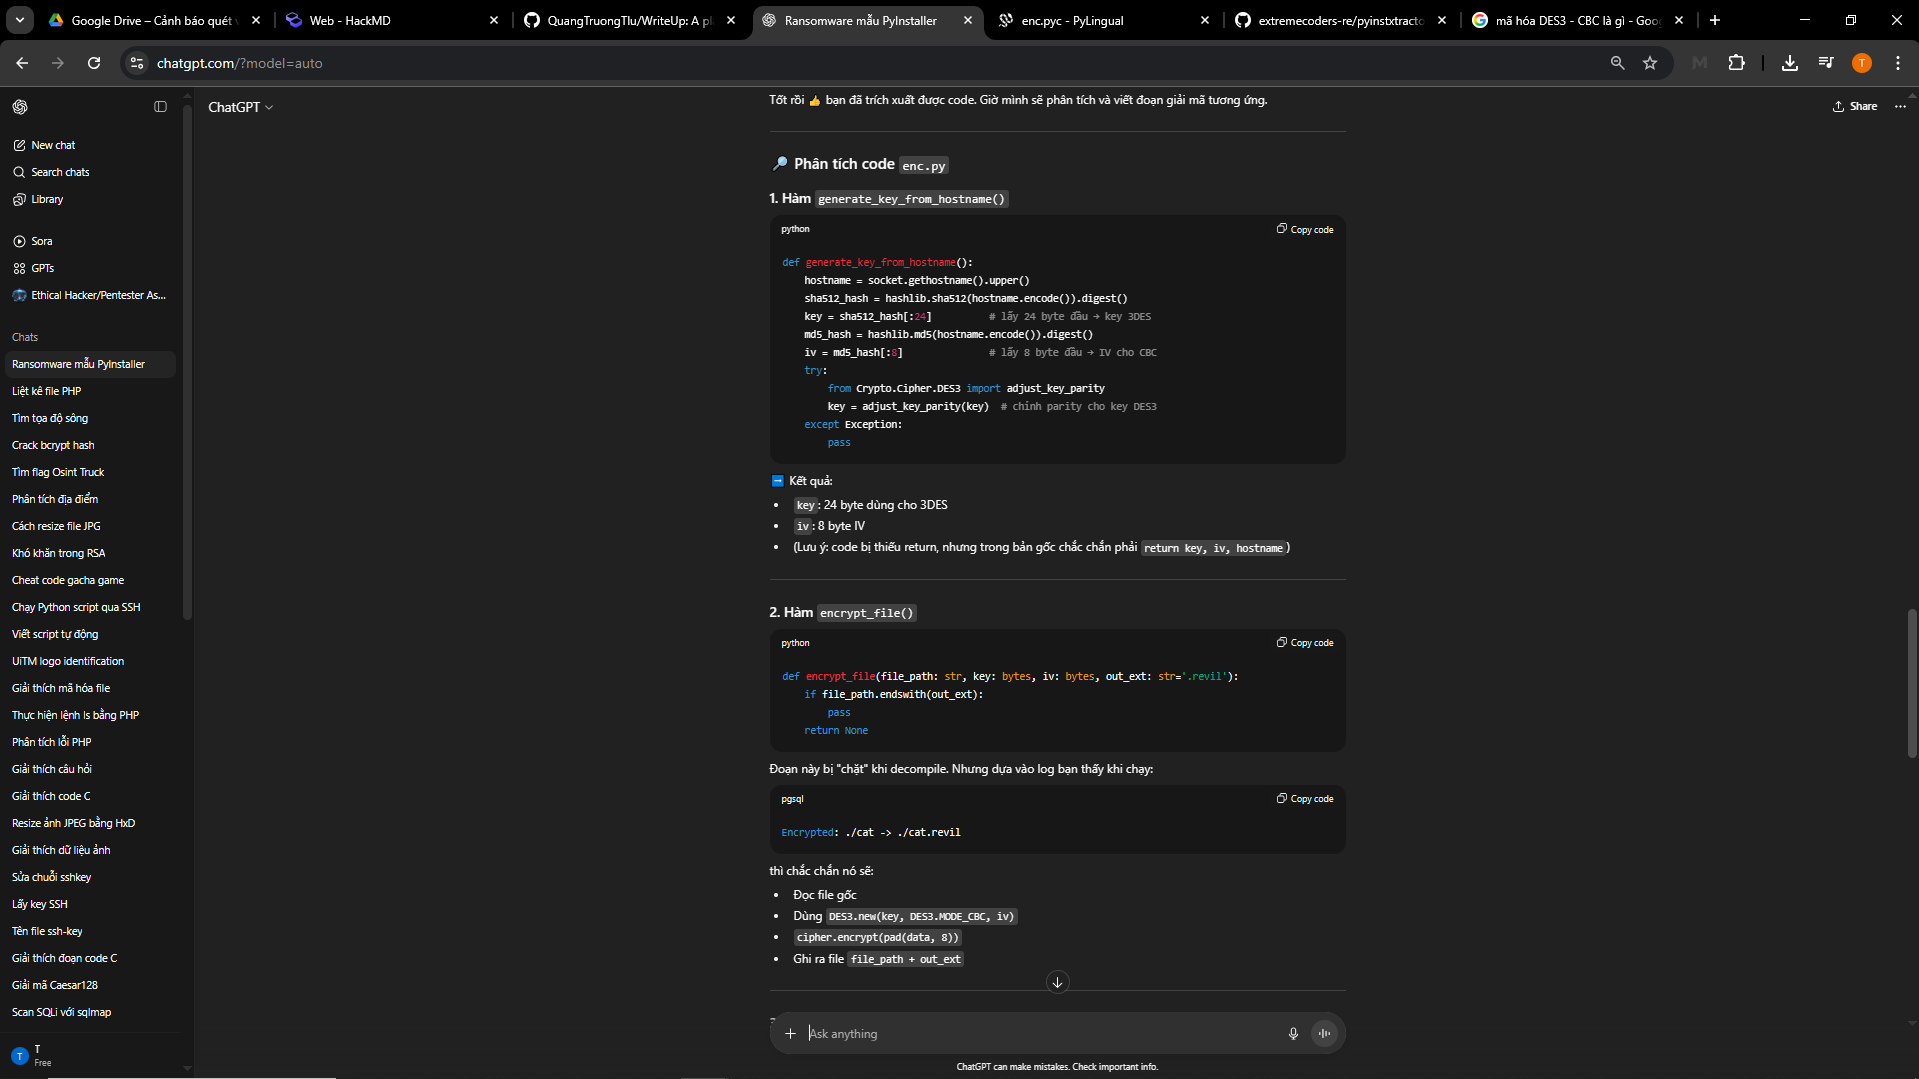 Google Drive – Cảnh báo quét v
Web - HackMD
QuangTruongTlu/WriteUp: A pl
Ransomware mẫu PyInstaller
enc.pyc - PyLingual
extremecoders-re/pyinstxtracto
mã hóa DES3 - CBC là gì - Goo
chatgpt.com/?model=auto
T
ChatGPT
Share
New chat
Search chats
Library
Sora
GPTs
Ethical Hacker/Pentester As...
Chats
Ransomware mẫu PyInstaller
Liệt kê file PHP
Tìm tọa độ sông
Crack bcrypt hash
Tìm flag Osint Truck
Phân tích địa điểm
Cách resize file JPG
Khó khăn trong RSA
Cheat code gacha game
Chạy Python script qua SSH
Viết script tự động
UiTM logo identification
Giải thích mã hóa file
Thực hiện lệnh ls bằng PHP
Phân tích lỗi PHP
Giải thích câu hỏi
Giải thích code C
Resize ảnh JPEG bằng HxD
Giải thích dữ liệu ảnh
Sửa chuỗi sshkey
Lấy key SSH
Tên file ssh-key
Giải thích đoạn code C
Giải mã Caesar128
Scan SQLi với sqlmap
T
T
Free
Tốt rồi 👍 bạn đã trích xuất được code. Giờ mình sẽ phân tích và viết đoạn giải mã tương ứng.
🔎 Phân tích code enc.py
1. Hàm generate_key_from_hostname()
python
Copy code
def generate_key_from_hostname():
    hostname = socket.gethostname().upper()
    sha512_hash = hashlib.sha512(hostname.encode()).digest()
    key = sha512_hash[:24]          # lấy 24 byte đầu → key 3DES
    md5_hash = hashlib.md5(hostname.encode()).digest()
    iv = md5_hash[:8]               # lấy 8 byte đầu → IV cho CBC
    try:
        from Crypto.Cipher.DES3 import adjust_key_parity
        key = adjust_key_parity(key)  # chỉnh parity cho key DES3
    except Exception:
        pass
➡️ Kết quả:
• key: 24 byte dùng cho 3DES
• iv: 8 byte IV
• (Lưu ý: code bị thiếu return, nhưng trong bản gốc chắc chắn phải return key, iv, hostname)
2. Hàm encrypt_file()
python
Copy code
def encrypt_file(file_path: str, key: bytes, iv: bytes, out_ext: str='.revil'):
    if file_path.endswith(out_ext):
        pass
    return None
Đoạn này bị "chặt" khi decompile. Nhưng dựa vào log bạn thấy khi chạy:
pgsql
Copy code
Encrypted: ./cat -> ./cat.revil
thì chắc chắn nó sẽ:
• Đọc file gốc
• Dùng DES3.new(key, DES3.MODE_CBC, iv)
• cipher.encrypt(pad(data, 8))
• Ghi ra file file_path + out_ext
Ask anything
ChatGPT can make mistakes. Check important info.